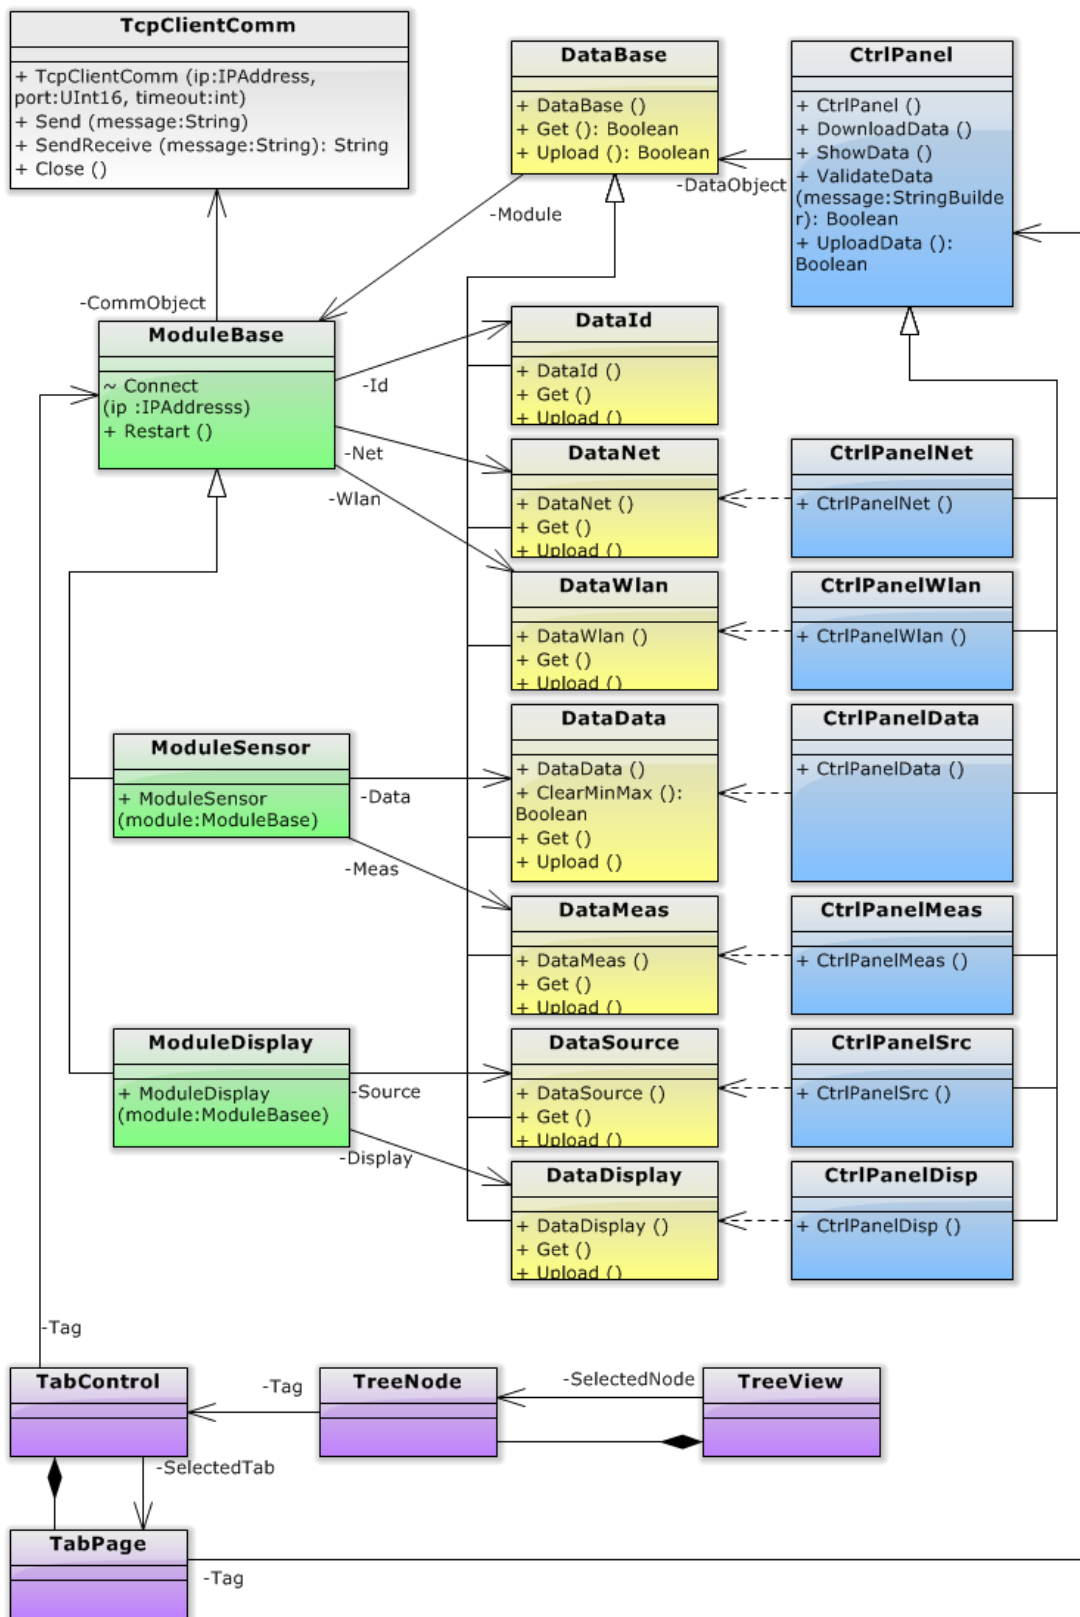 TcpClientComm
+ TcpClientComm (ip:IPAddress,
port:UInt16, timeout:int)
+ Send (message:String)
+ SendReceive (message:String): String
+ Close ()
DataBase
+ DataBase ()
+ Get (): Boolean
+ Upload (): Boolean
CtrlPanel
+ CtrlPanel ()
+ DownloadData ()
+ ShowData ()
+ ValidateData
(message:StringBuilde
r): Boolean
+ UploadData ():
Boolean
-DataObject
-Module
-CommObject
ModuleBase
~ Connect
(ip :IPAddresss)
+ Restart ()
-Id
-Net
-Wlan
DataId
+ DataId ()
+ Get ()
+ Upload ()
DataNet
+ DataNet ()
+ Get ()
+ Upload ()
CtrlPanelNet
+ CtrlPanelNet ()
DataWlan
+ DataWlan ()
+ Get ()
+ Upload ()
CtrlPanelWlan
+ CtrlPanelWlan ()
ModuleSensor
+ ModuleSensor
(module:ModuleBase)
-Data
-Meas
DataData
+ DataData ()
+ ClearMinMax ():
Boolean
+ Get ()
+ Upload ()
CtrlPanelData
+ CtrlPanelData ()
DataMeas
+ DataMeas ()
+ Get ()
+ Upload ()
CtrlPanelMeas
+ CtrlPanelMeas ()
ModuleDisplay
+ ModuleDisplay
(module:ModuleBasee)
-Source
-Display
DataSource
+ DataSource ()
+ Get ()
+ Upload ()
CtrlPanelSrc
+ CtrlPanelSrc ()
DataDisplay
+ DataDisplay ()
+ Get ()
+ Upload ()
CtrlPanelDisp
+ CtrlPanelDisp ()
-Tag
TabControl
-Tag
TreeNode
-SelectedNode
TreeView
-SelectedTab
TabPage
-Tag